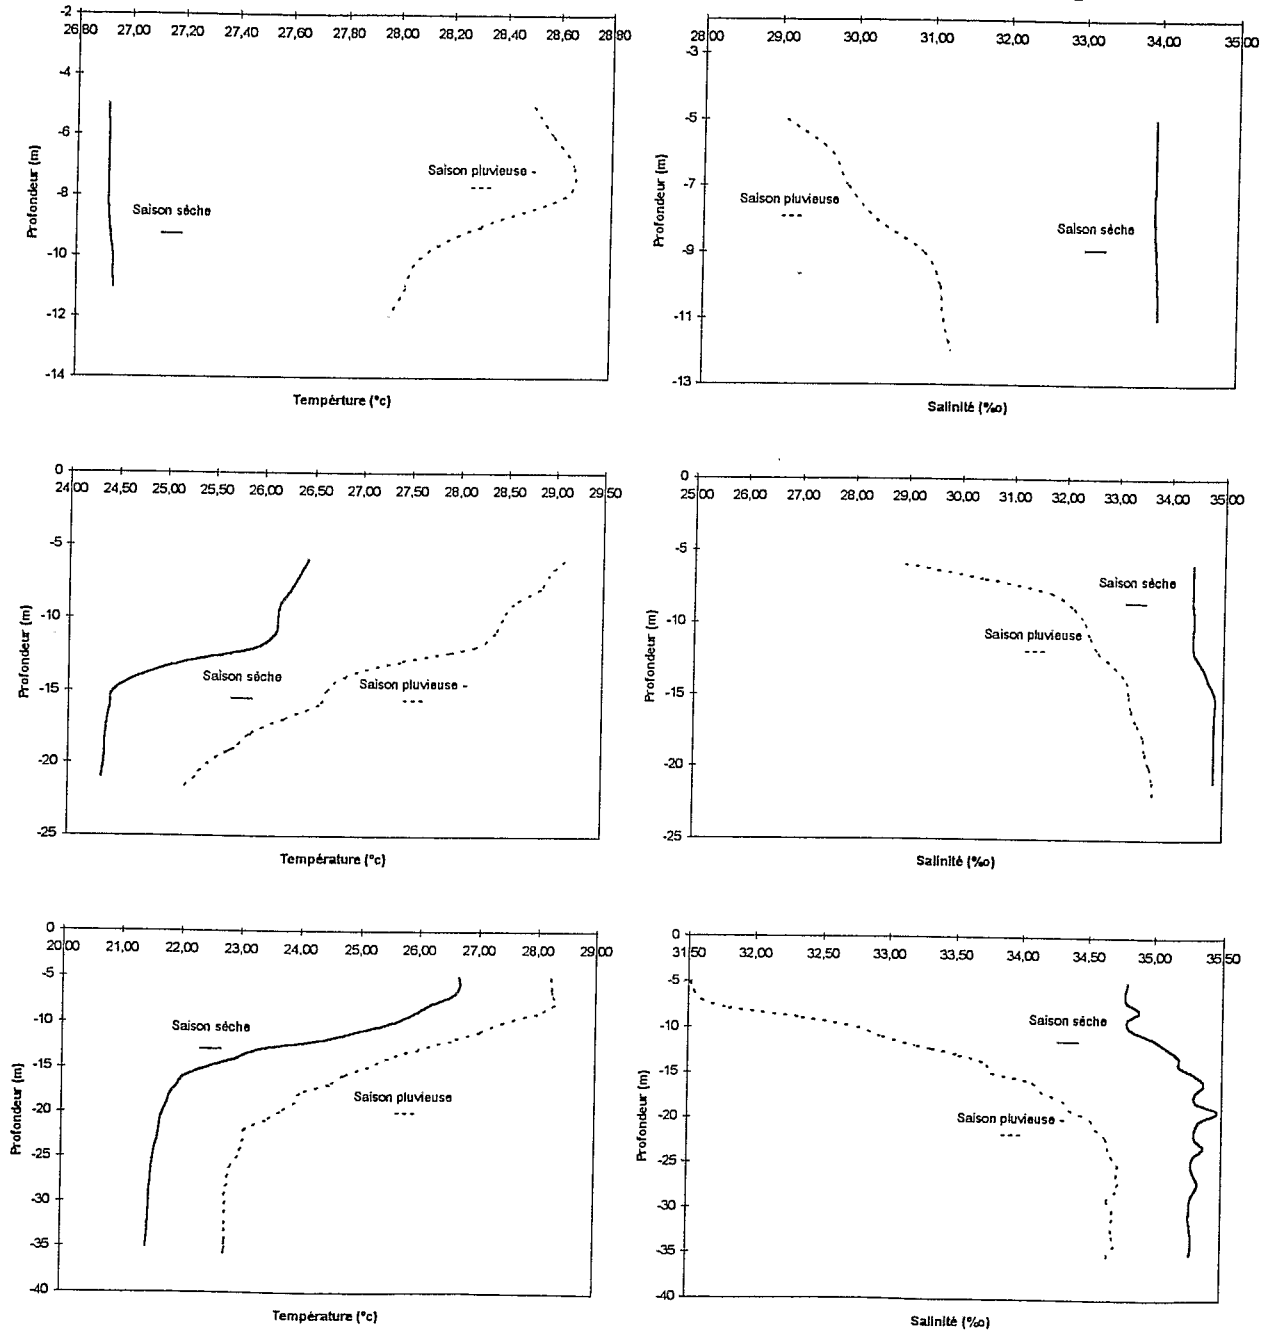 -2
26,80 27,00 27,20 27,40 27,60 27,80 28,00 28,20 28,40 28,60 28,80
-4
-6
-8
-10
-12
-14
Profondeur (m)
Saison pluvieuse -
Saison sèche
Tempérture (°c)
28,00 29,00 30,00 31,00 32,00 33,00 34,00 35,00
-3
-5
-7
-9
-11
-13
Profondeur (m)
Saison pluvieuse
Saison sèche
Salinité (‰)
0
24,00 24,50 25,00 25,50 26,00 26,50 27,00 27,50 28,00 28,50 29,00 29,50
-5
-10
-15
-20
-25
Profondeur (m)
Saison sèche
Saison pluvieuse -
Température (°c)
0
25,00 26,00 27,00 28,00 29,00 30,00 31,00 32,00 33,00 34,00 35,00
-5
-10
-15
-20
-25
Profondeur (m)
Saison sèche
Saison pluvieuse
Salinité (‰)
0
20,00 21,00 22,00 23,00 24,00 25,00 26,00 27,00 28,00 29,00
-5
-10
-15
-20
-25
-30
-35
-40
Profondeur (m)
Saison sèche
Saison pluvieuse
Température (°c)
0
31,50 32,00 32,50 33,00 33,50 34,00 34,50 35,00 35,50
-5
-10
-15
-20
-25
-30
-35
-40
Profondeur (m)
Saison sèche
Saison pluvieuse -
Salinité (‰)